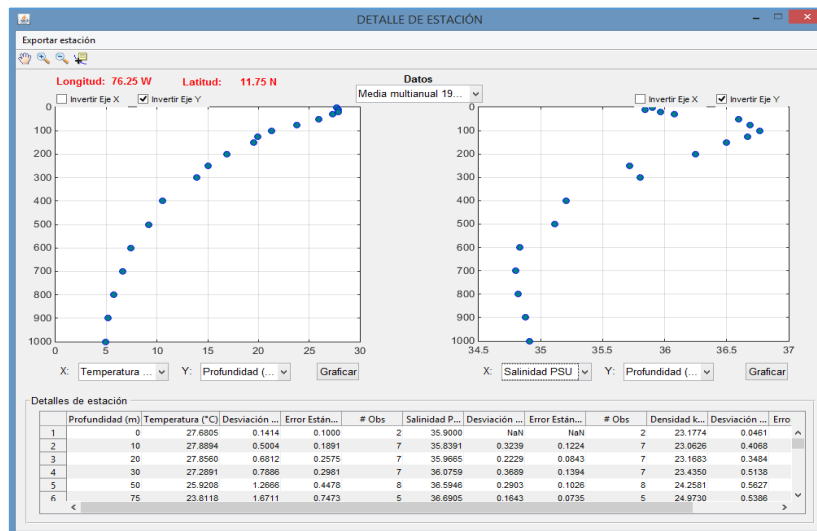 DETALLE DE ESTACIÓN
Exportar estación
Longitud: 76.25 W Latitud: 11.75 N Datos
Media multianual 19...
Invertir Eje X Invertir Eje Y Invertir Eje X Invertir Eje Y
0 0
100 100
200 200
300 300
400 400
500 500
600 600
700 700
800 800
900 900
1000 1000
0 5 10 15 20 25 30 34.5 35 35.5 36 36.5 37
X: Temperatura ... Y: Profundidad (... Graficar X: Salinidad PSU Y: Profundidad (... Graficar
Detalles de estación
Profundidad (m) Temperatura (°C) Desviación ... Error Están... # Obs Salinidad P... Desviación ... Error Están... # Obs Densidad k... Desviación ... Erro
1 0 27.6805 0.1414 0.1000 2 35.9000 NaN NaN 2 23.1774 0.0461
2 10 27.8894 0.5004 0.1891 7 35.8391 0.3239 0.1224 7 23.0626 0.4068
3 20 27.8560 0.6812 0.2575 7 35.9665 0.2229 0.0843 7 23.1683 0.3484
4 30 27.2891 0.7886 0.2981 7 36.0759 0.3689 0.1394 7 23.4350 0.5138
5 50 25.9208 1.2666 0.4478 8 36.5946 0.2903 0.1026 8 24.2581 0.5627
6 75 23.8118 1.6711 0.7473 5 36.6905 0.1643 0.0735 5 24.9730 0.5386